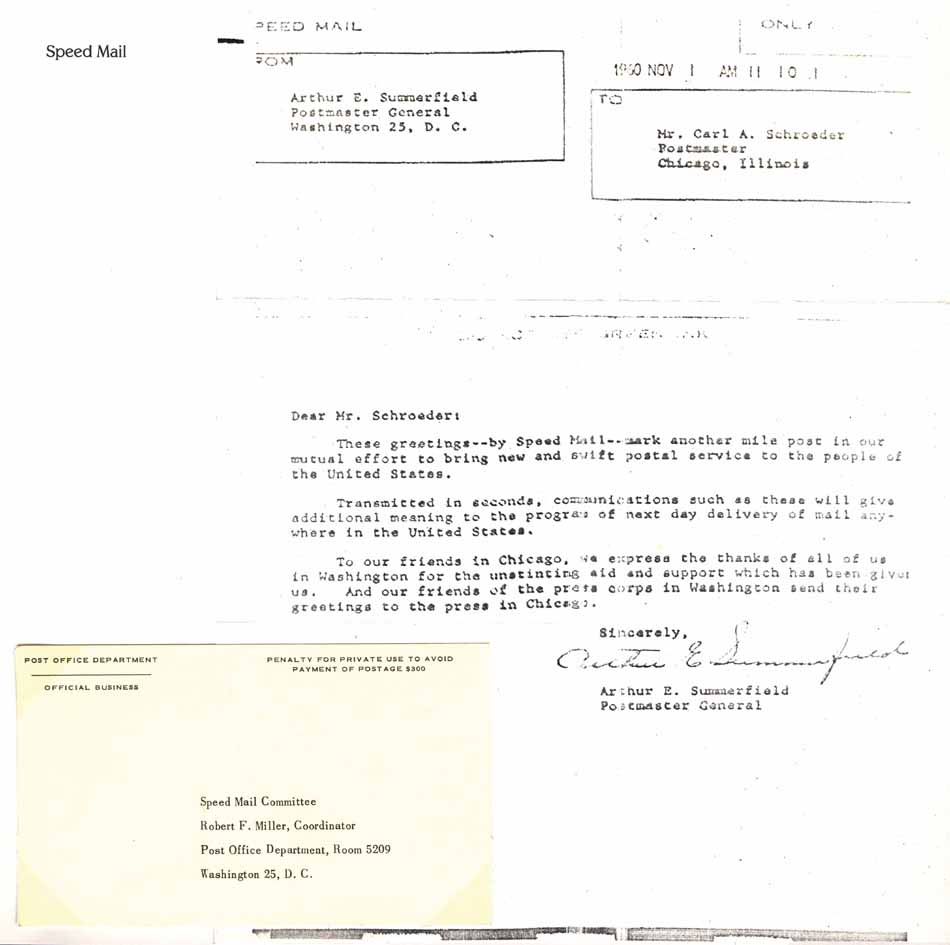 Speed Mail
PEED MAIL
ONLY
ROM
1960 NOV 1 AM 11 10
Arthur E. Summerfield
Postmaster General
Washington 25, D. C.
TO
Mr. Carl A. Schroeder
Postmaster
Chicago, Illinois
Dear Mr. Schroeder:
These greetings--by Speed Mail--mark another mile post in our
mutual effort to bring new and swift postal service to the people of
the United States.
Transmitted in seconds, communications such as these will give
additional meaning to the program of next day delivery of mail any-
where in the United States.
To our friends in Chicago, we express the thanks of all of us
in Washington for the unstinting aid and support which has been given
us. And our friends of the press corps in Washington send their
greetings to the press in Chicago.
Sincerely,
Arthur E Summerfield
Arthur E. Summerfield
Postmaster General
POST OFFICE DEPARTMENT
OFFICIAL BUSINESS
PENALTY FOR PRIVATE USE TO AVOID
PAYMENT OF POSTAGE $300
Speed Mail Committee
Robert F. Miller, Coordinator
Post Office Department, Room 5209
Washington 25, D. C.